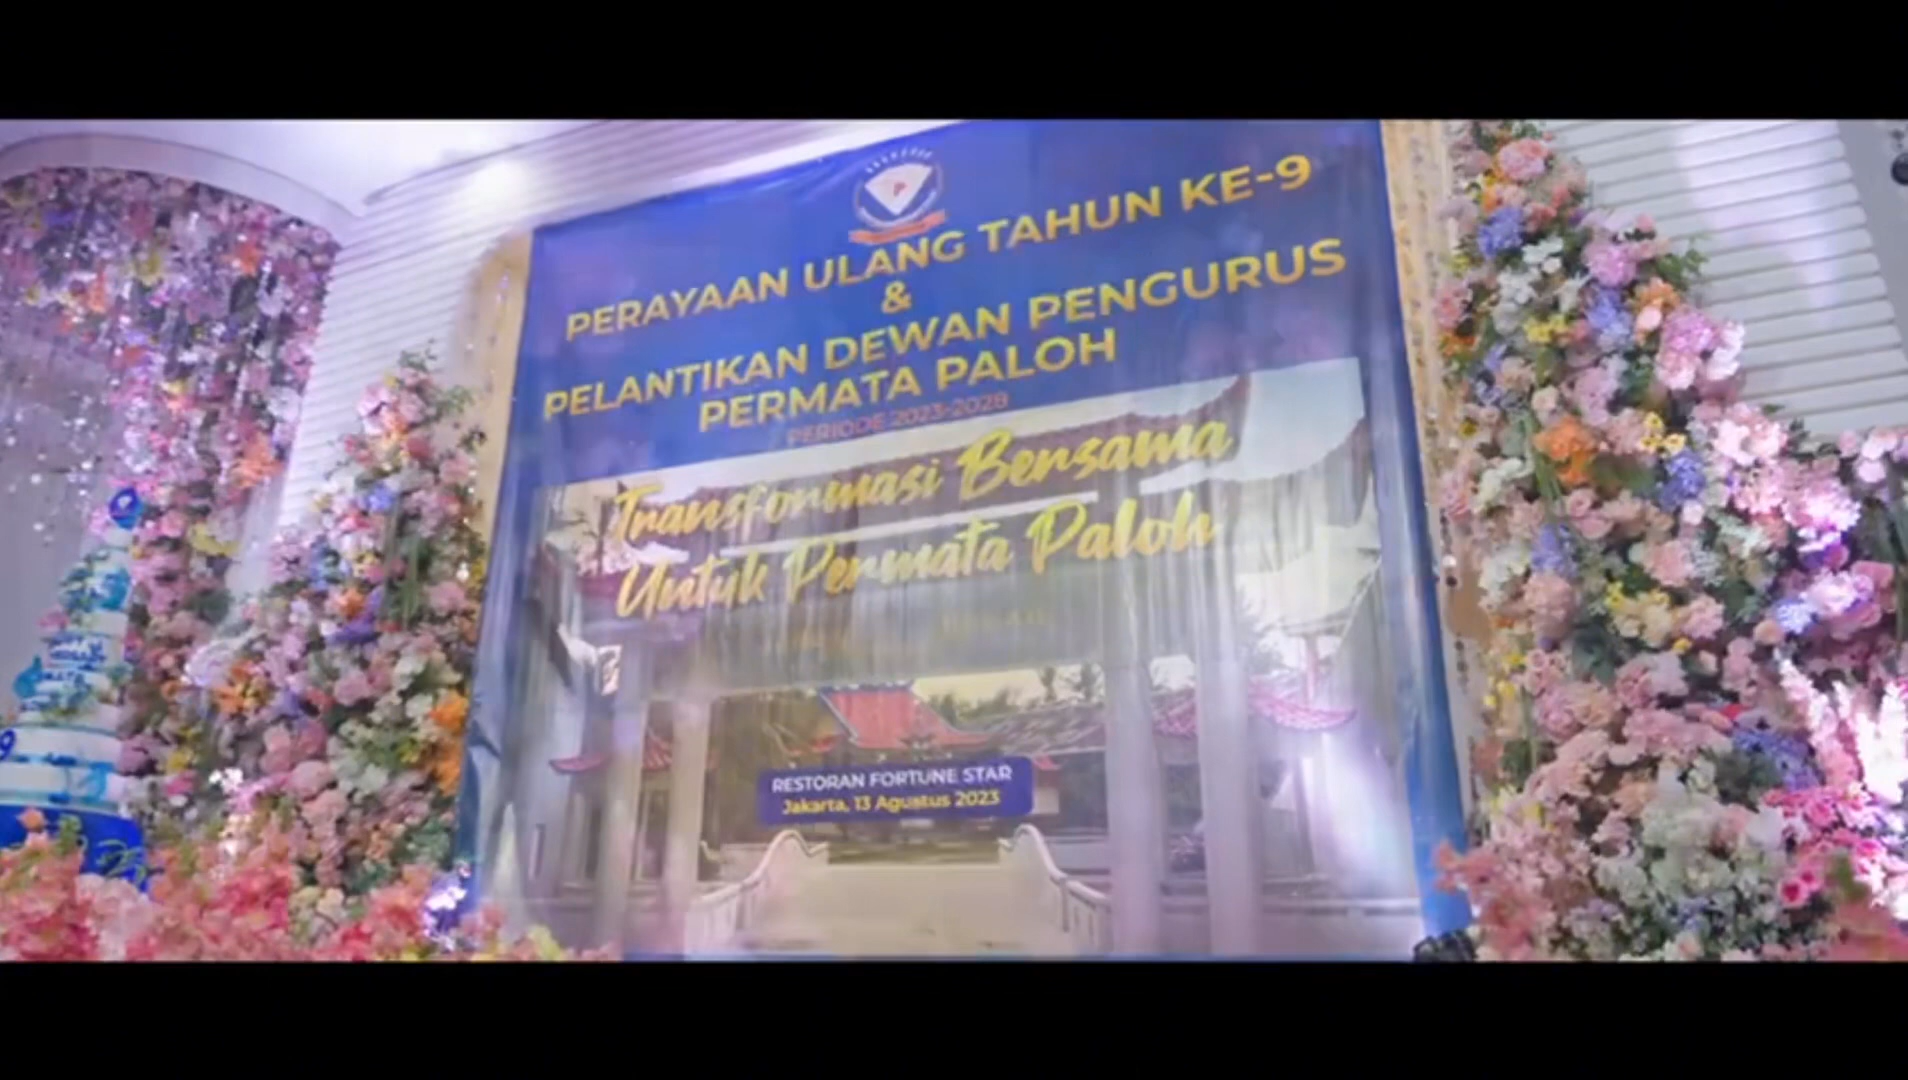 P
PERAYAAN ULANG TAHUN KE-9
&
PELANTIKAN DEWAN PENGURUS
PERMATA PALOH
PERIODE 2023-2028
Transformasi Bersama
Untuk Permata Paloh
RESTORAN FORTUNE STAR
Jakarta, 13 Agustus 2023
9